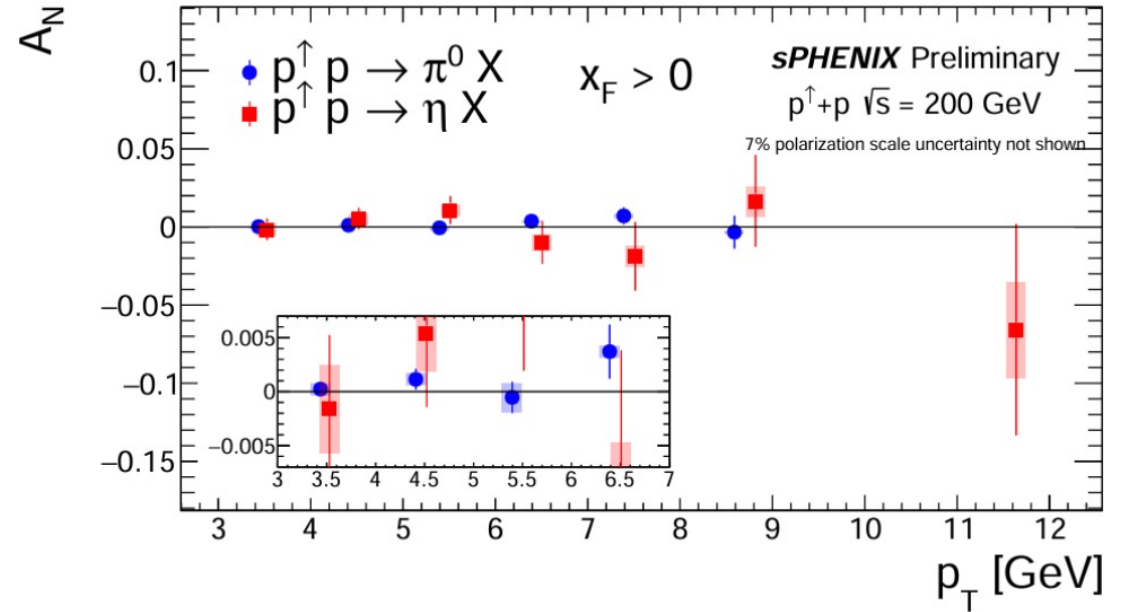 A_N
p↑ p → π⁰ X
p↑ p → η X
x_F > 0
sPHENIX Preliminary
p↑+p √s = 200 GeV
7% polarization scale uncertainty not shown
0.1
0.05
0
−0.05
−0.1
−0.15
0.005
0
−0.005
3 3.5 4 4.5 5 5.5 6 6.5 7
3 4 5 6 7 8 9 10 11 12
p_T [GeV]